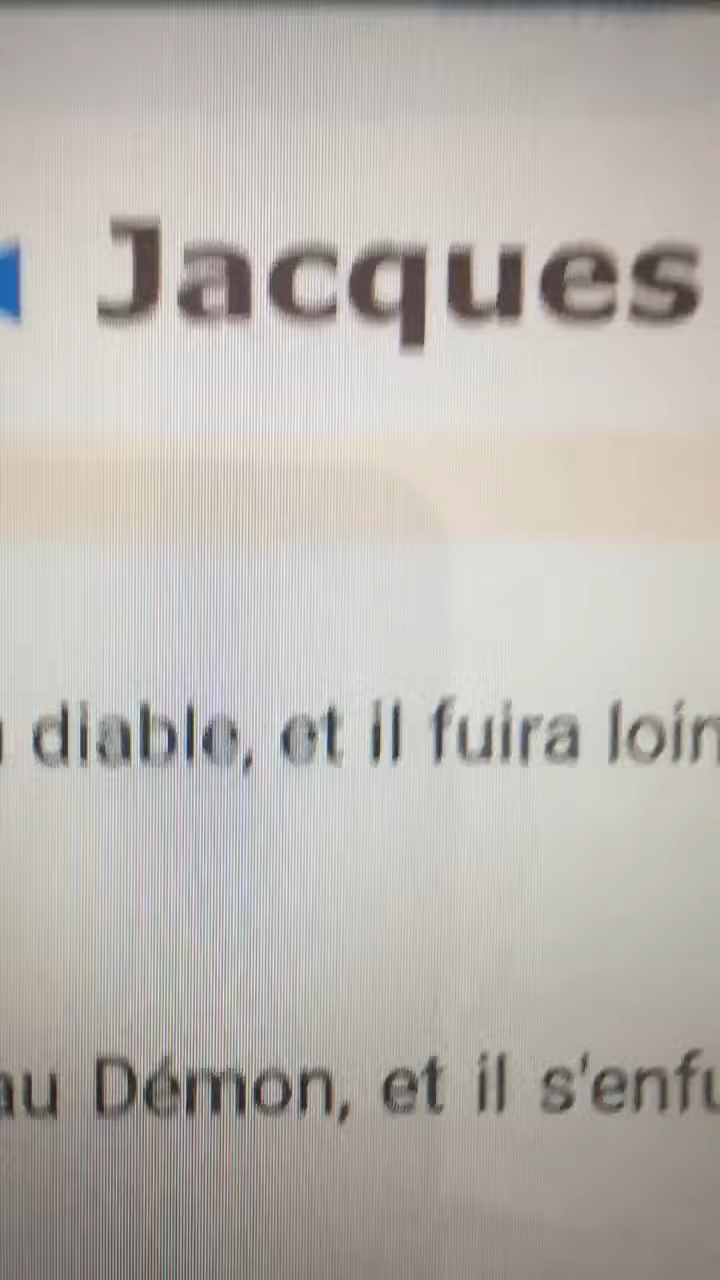 Jacques
diable, et il fuira loin
au Démon, et il s'enfu